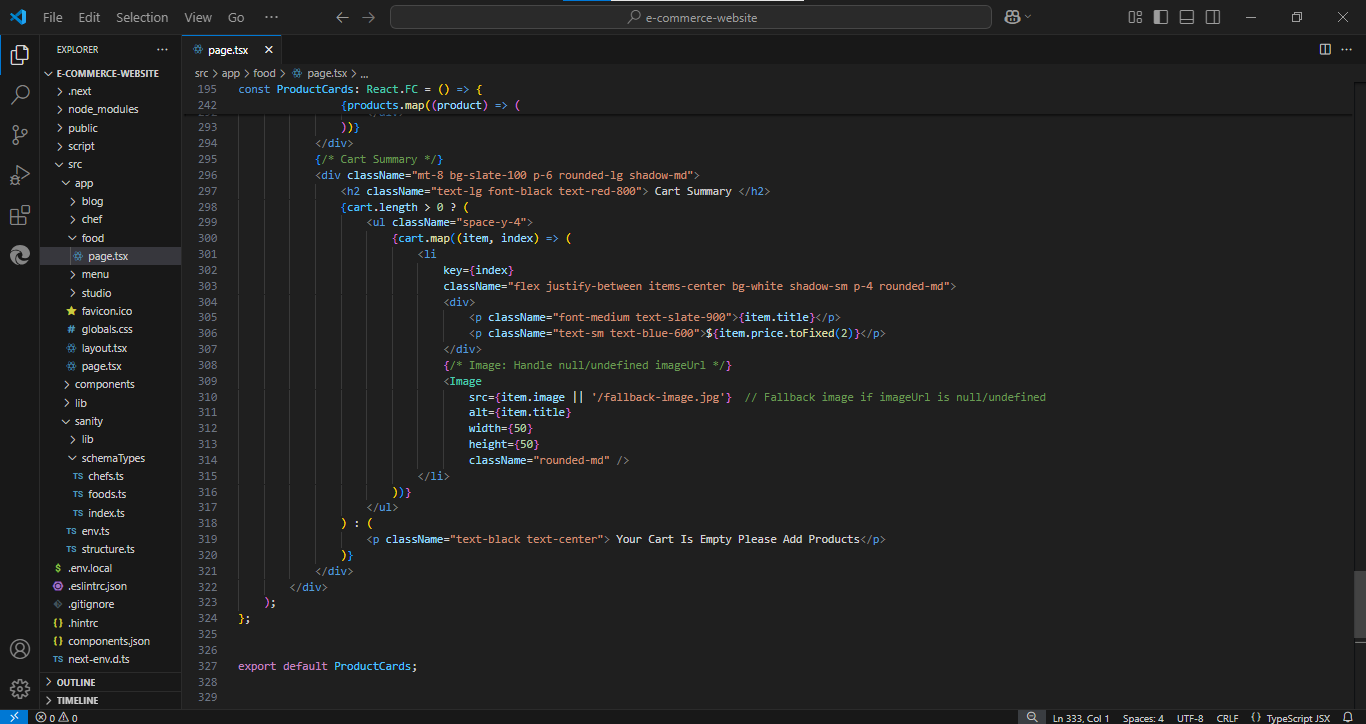 File Edit Selection View Go ··· e-commerce-website
EXPLORER ··· page.tsx
E-COMMERCE-WEBSITE
.next
node_modules
public
script
src
app
blog
chef
food
page.tsx
menu
studio
favicon.ico
# globals.css
layout.tsx
page.tsx
components
lib
sanity
lib
schemaTypes
TS chefs.ts
TS foods.ts
TS index.ts
TS env.ts
TS structure.ts
$ .env.local
.eslintrc.json
.gitignore
{} .hintrc
{} components.json
TS next-env.d.ts
OUTLINE
TIMELINE
src > app > food > page.tsx > ...
195 const ProductCards: React.FC = () => {
242 {products.map((product) => (
293 ))}
294 </div>
295 {/* Cart Summary */}
296 <div className="mt-8 bg-slate-100 p-6 rounded-lg shadow-md">
297 <h2 className="text-lg font-black text-red-800"> Cart Summary </h2>
298 {cart.length > 0 ? (
299 <ul className="space-y-4">
300 {cart.map((item, index) => (
301 <li
302 key={index}
303 className="flex justify-between items-center bg-white shadow-sm p-4 rounded-md">
304 <div>
305 <p className="font-medium text-slate-900">{item.title}</p>
306 <p className="text-sm text-blue-600">${item.price.toFixed(2)}</p>
307 </div>
308 {/* Image: Handle null/undefined imageUrl */}
309 <Image
310 src={item.image || '/fallback-image.jpg'} // Fallback image if imageUrl is null/undefined
311 alt={item.title}
312 width={50}
313 height={50}
314 className="rounded-md" />
315 </li>
316 ))}
317 </ul>
318 ) : (
319 <p className="text-black text-center"> Your Cart Is Empty Please Add Products</p>
320 )}
321 </div>
322 </div>
323 );
324 };
325
326
327 export default ProductCards;
328
329
0 0 Ln 333, Col 1 Spaces: 4 UTF-8 CRLF {} TypeScript JSX